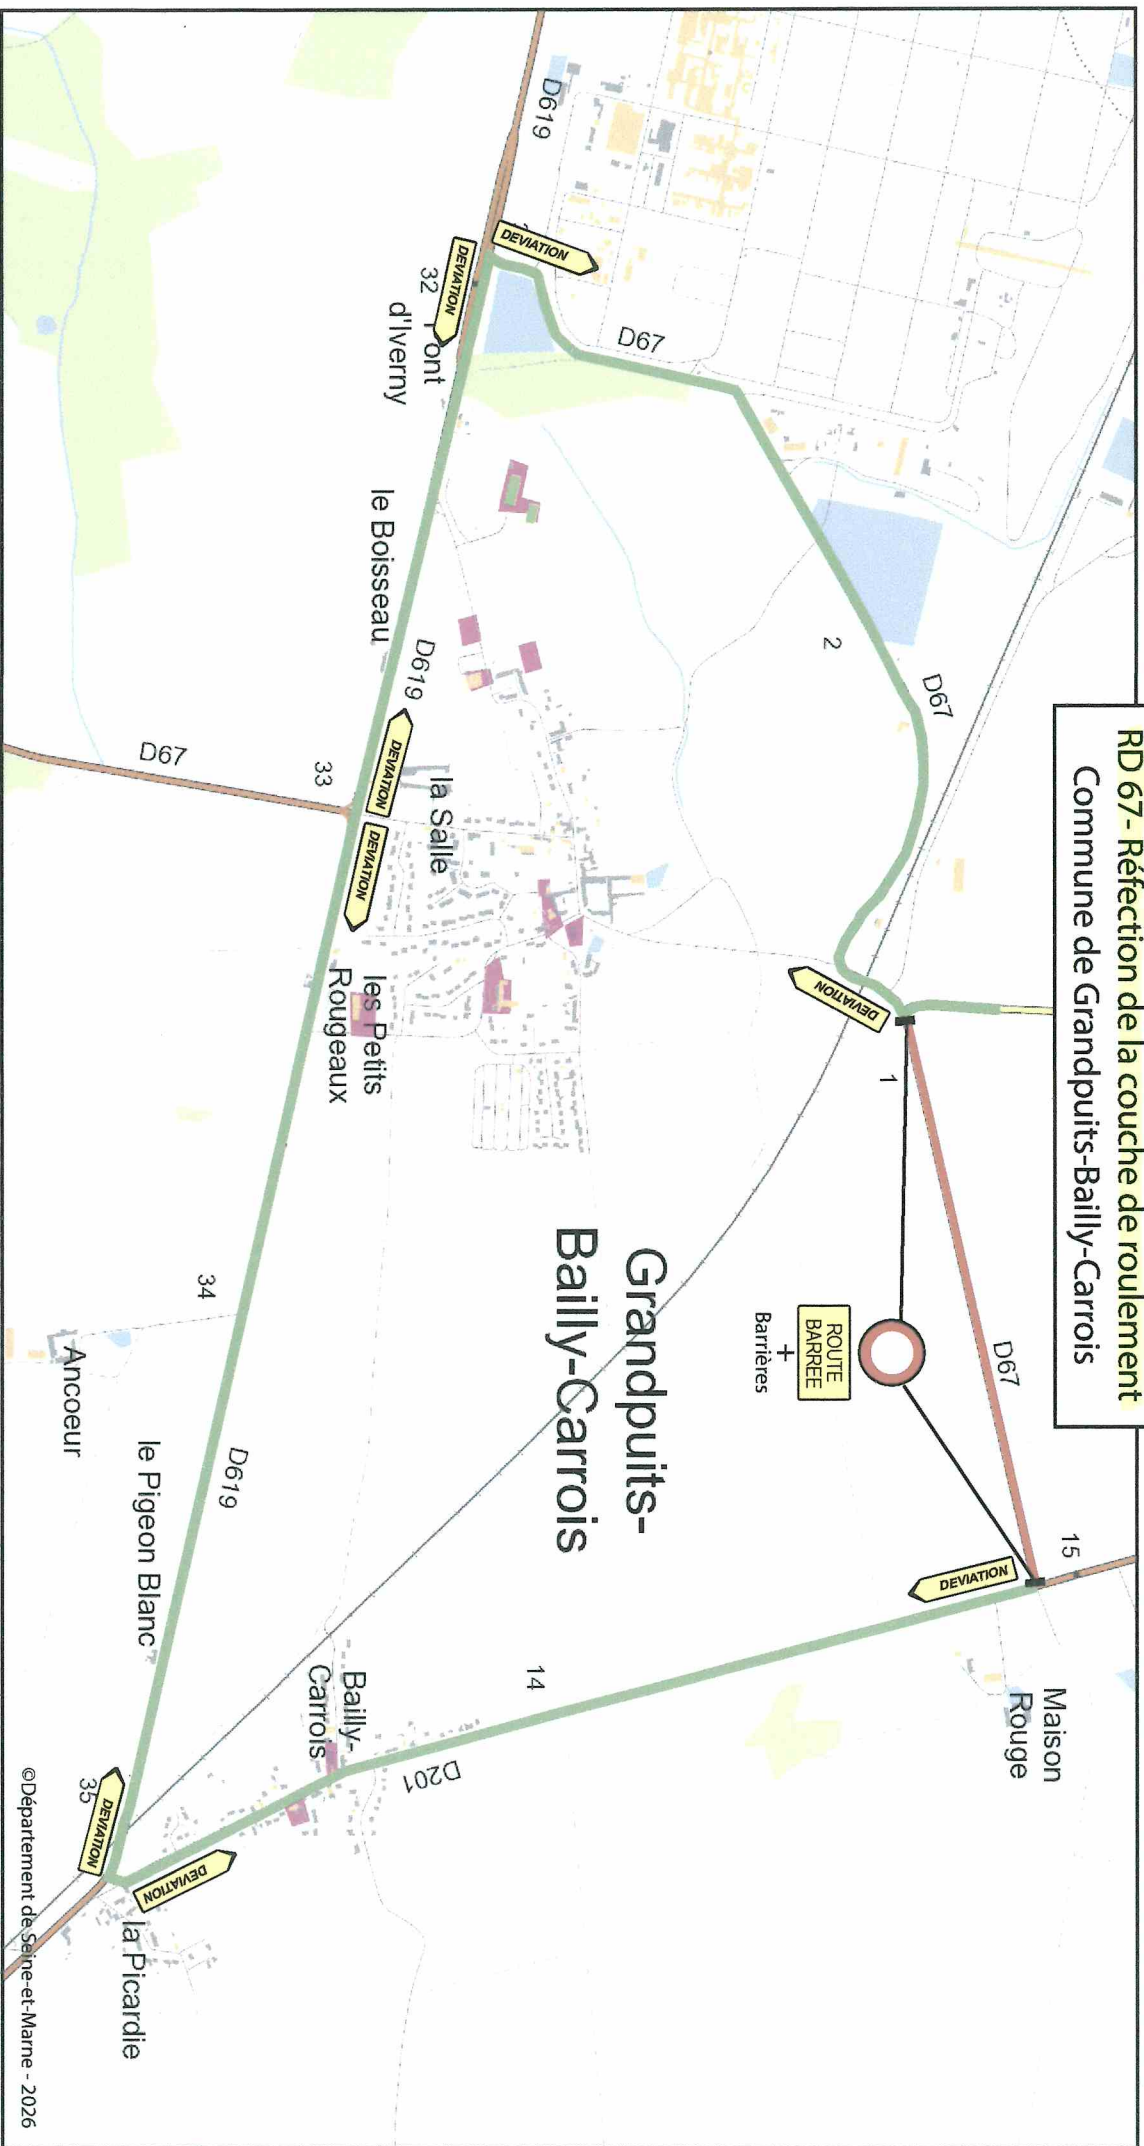 RD 67- Réfection de la couche de roulement
Commune de Grandpuits-Bailly-Carrois
D619
DEVIATION
DEVIATION
32
Pont
d'Iverny
D67
2
D67
le Boisseau
D619
D67
33
DEVIATION
DEVIATION
la Salle
les Petits
Rougeaux
DEVIATION
1
D67
ROUTE
BARREE
+
Barrières
15
DEVIATION
Maison
Rouge
Grandpuits-
Bailly-Carrois
34
Ancoeur
D619
le Pigeon Blanc
14
D201
Bailly-
Carrois
35
DEVIATION
DEVIATION
la Picardie
©Département de Seine-et-Marne - 2026